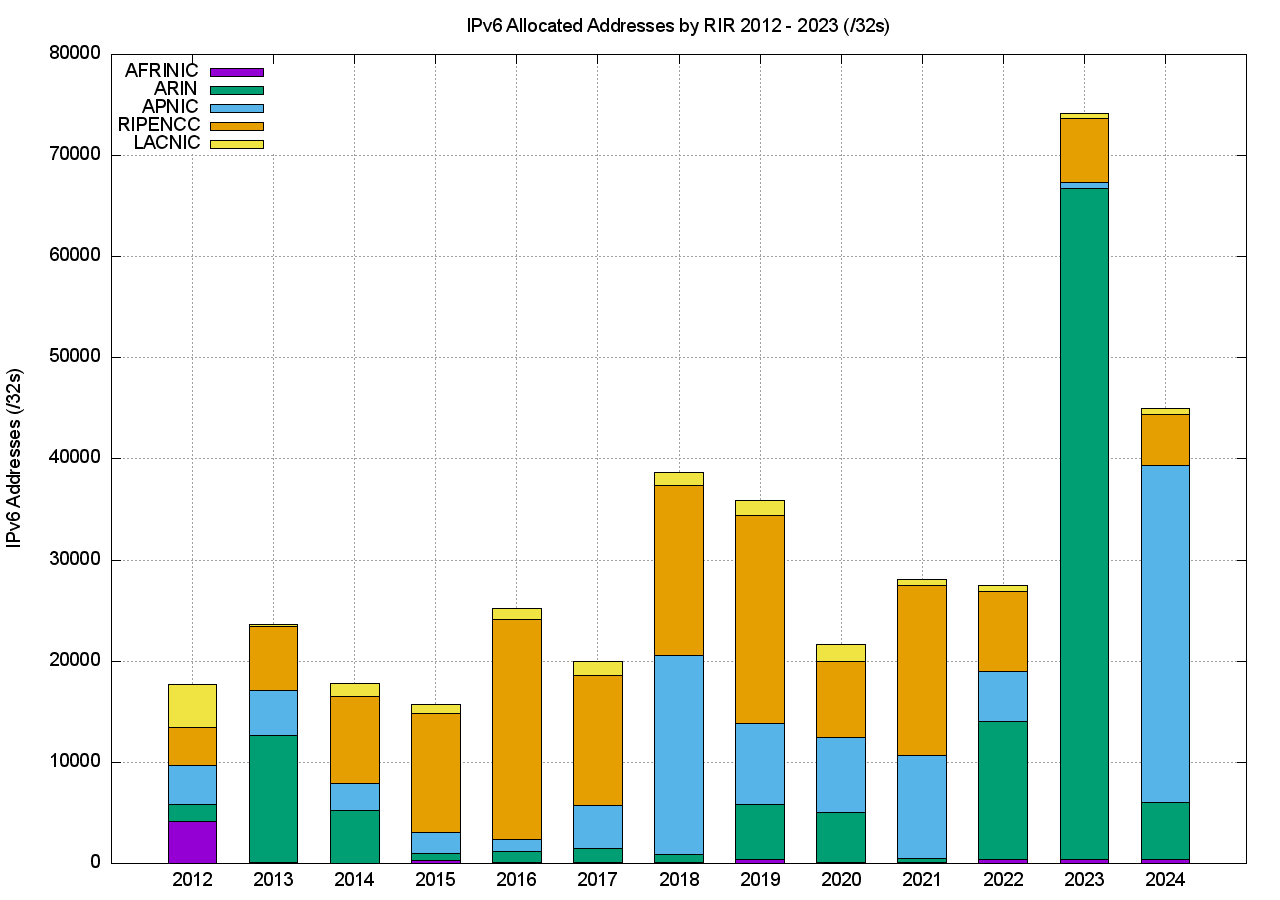 IPv6 Allocated Addresses by RIR 2012 - 2023 (/32s)
80000
70000
60000
50000
40000
30000
20000
10000
0
IPv6 Addresses (/32s)
AFRINIC
ARIN
APNIC
RIPENCC
LACNIC
2012 2013 2014 2015 2016 2017 2018 2019 2020 2021 2022 2023 2024